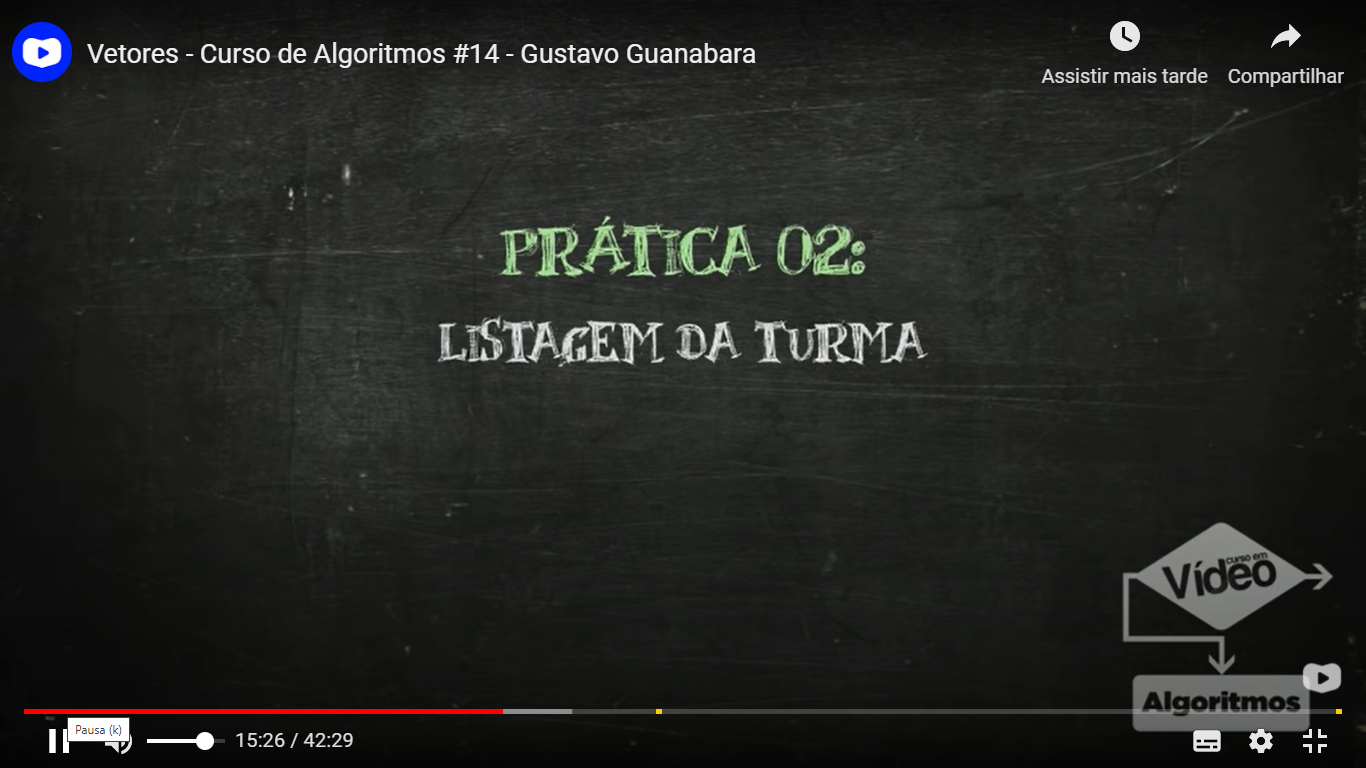 Vetores - Curso de Algoritmos #14 - Gustavo Guanabara
Assistir mais tarde
Compartilhar
PRÁTICA 02:
LISTAGEM DA TURMA
curso em
Vídeo
Algoritmos
Pausa (k)
15:26 / 42:29